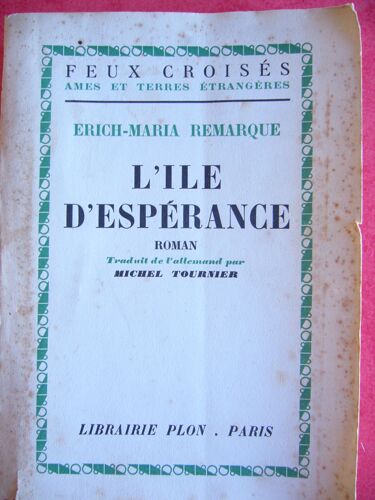 FEUX CROISÉS
AMES ET TERRES ÉTRANGÈRES
ERICH-MARIA REMARQUE
L'ILE
D'ESPÉRANCE
ROMAN
Traduit de l'allemand par
MICHEL TOURNIER
LIBRAIRIE PLON . PARIS